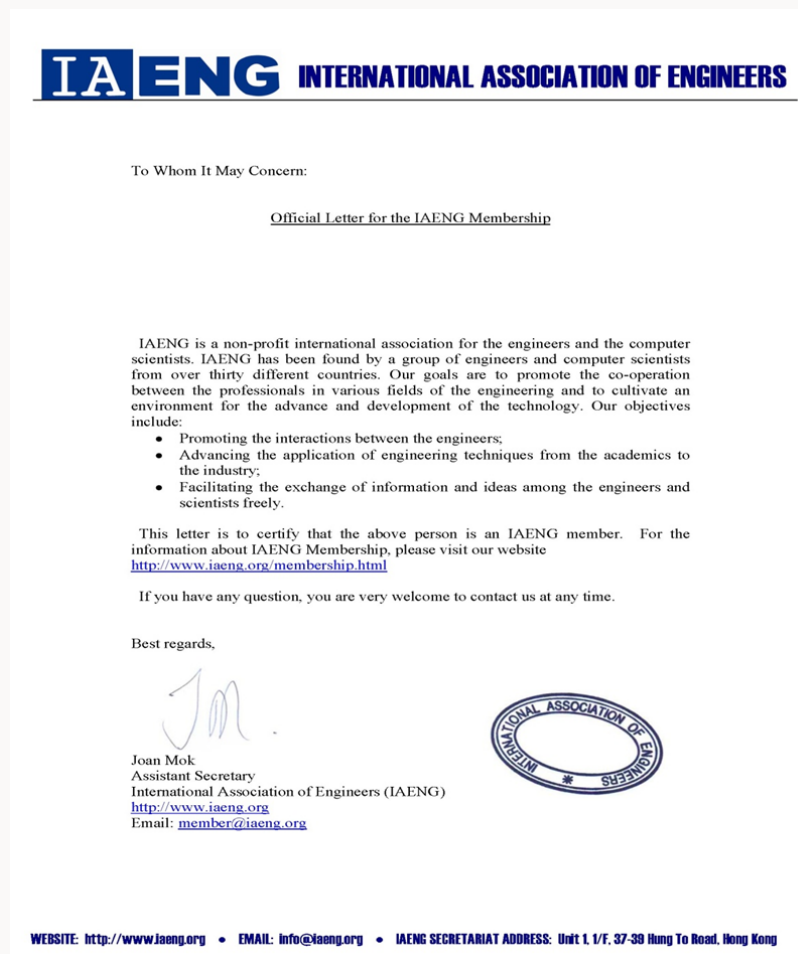 IAENG INTERNATIONAL ASSOCIATION OF ENGINEERS
To Whom It May Concern:
Official Letter for the IAENG Membership
IAENG is a non-profit international association for the engineers and the computer
scientists. IAENG has been found by a group of engineers and computer scientists
from over thirty different countries. Our goals are to promote the co-operation
between the professionals in various fields of the engineering and to cultivate an
environment for the advance and development of the technology. Our objectives
include:
• Promoting the interactions between the engineers;
• Advancing the application of engineering techniques from the academics to
the industry;
• Facilitating the exchange of information and ideas among the engineers and
scientists freely.
This letter is to certify that the above person is an IAENG member. For the
information about IAENG Membership, please visit our website
http://www.iaeng.org/membership.html
If you have any question, you are very welcome to contact us at any time.
Best regards,
JM.
INTERNATIONAL ASSOCIATION OF ENGINEERS *
Joan Mok
Assistant Secretary
International Association of Engineers (IAENG)
http://www.iaeng.org
Email: member@iaeng.org
WEBSITE: http://www.iaeng.org • EMAIL: info@iaeng.org • IAENG SECRETARIAT ADDRESS: Unit 1, 1/F, 37-39 Hung To Road, Hong Kong